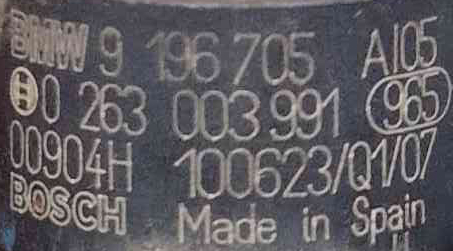 BMW 9 196 705 AI05
0 263 003 991 965
00904H 100623/Q1/07
BOSCH Made in Spain